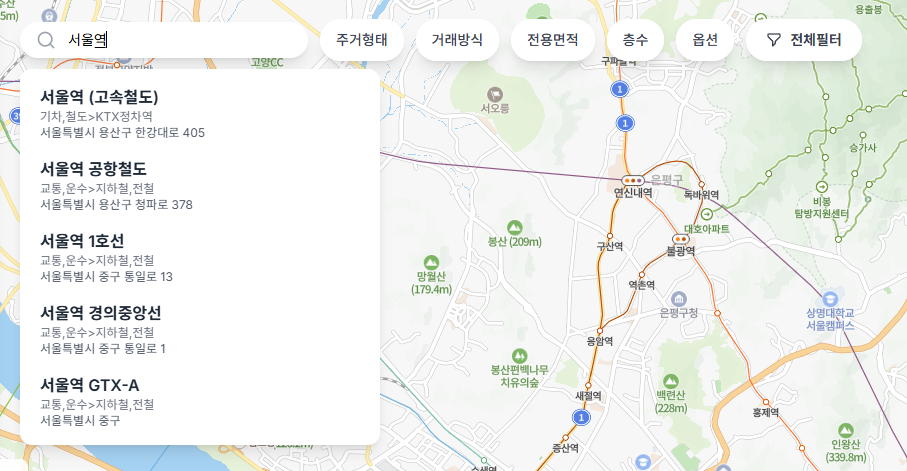 용출봉
서울역
주거형태
거래방식
전용면적
층수
옵션
전체필터
고양CC
서울역 (고속철도)
기차,철도>KTX정차역
서울특별시 용산구 한강대로 405
서울역 공항철도
교통,운수>지하철,전철
서울특별시 용산구 청파로 378
서울역 1호선
교통,운수>지하철,전철
서울특별시 중구 통일로 13
서울역 경의중앙선
교통,운수>지하철,전철
서울특별시 중구 통일로 1
서울역 GTX-A
교통,운수>지하철,전철
서울특별시 중구
구파발역
1
서오릉
1
승가사
은평구
연신내역
독바위역
비봉
탐방지원센터
대호아파트
봉산 (209m)
구산역
불광역
망월산
(179.4m)
역촌역
은평구청
상명대학교
서울캠퍼스
응암역
봉산편백나무
치유의숲
새절역
백련산
(228m)
홍제역
1
증산역
인왕산
(339.8m)
수색역